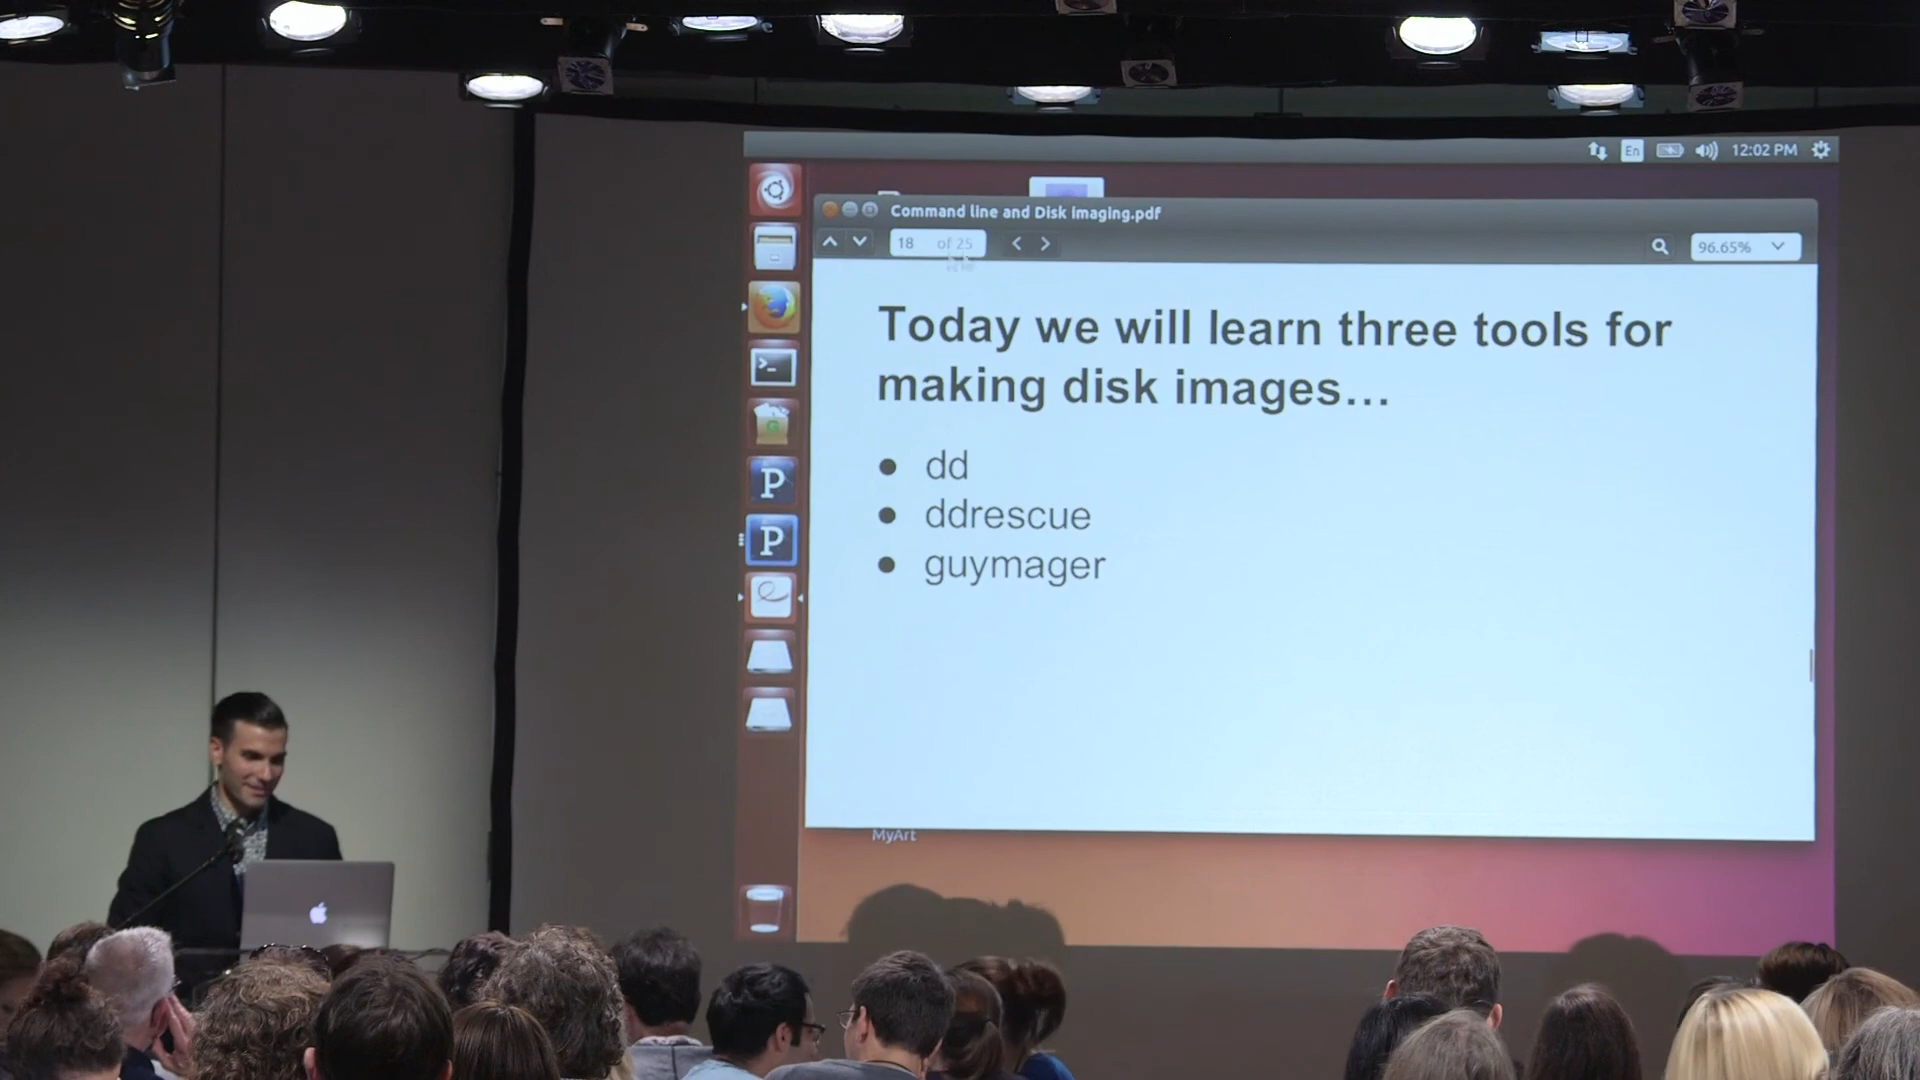 En 12:02 PM
Command line and Disk imaging.pdf
18 of 25
96.65%
Today we will learn three tools for
making disk images…
● dd
● ddrescue
● guymager
MyArt